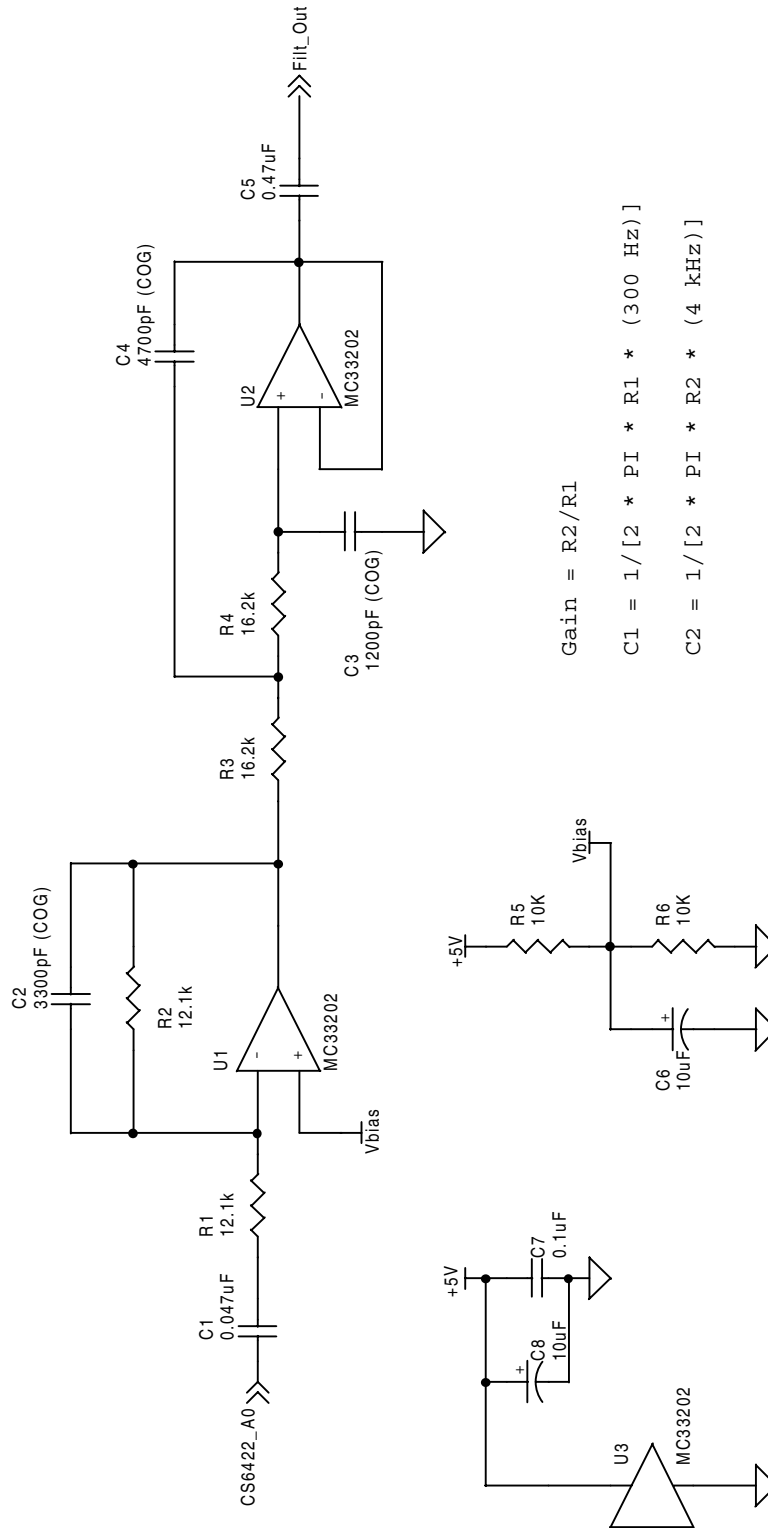 CS6422_A0
C1
0.047uF
R1
12.1k
C2
3300pF (COG)
R2
12.1k
U1
-
+
MC33202
Vbias
R3
16.2k
R4
16.2k
C3
1200pF (COG)
C4
4700pF (COG)
U2
+
-
MC33202
C5
0.47uF
Filt_Out
U3
MC33202
+5V
+
C8
10uF
C7
0.1uF
+5V
R5
10K
Vbias
R6
10K
+
C6
10uF
Gain = R2/R1
C1 = 1/[2 * PI * R1 * (300 Hz)]
C2 = 1/[2 * PI * R2 * (4 kHz)]